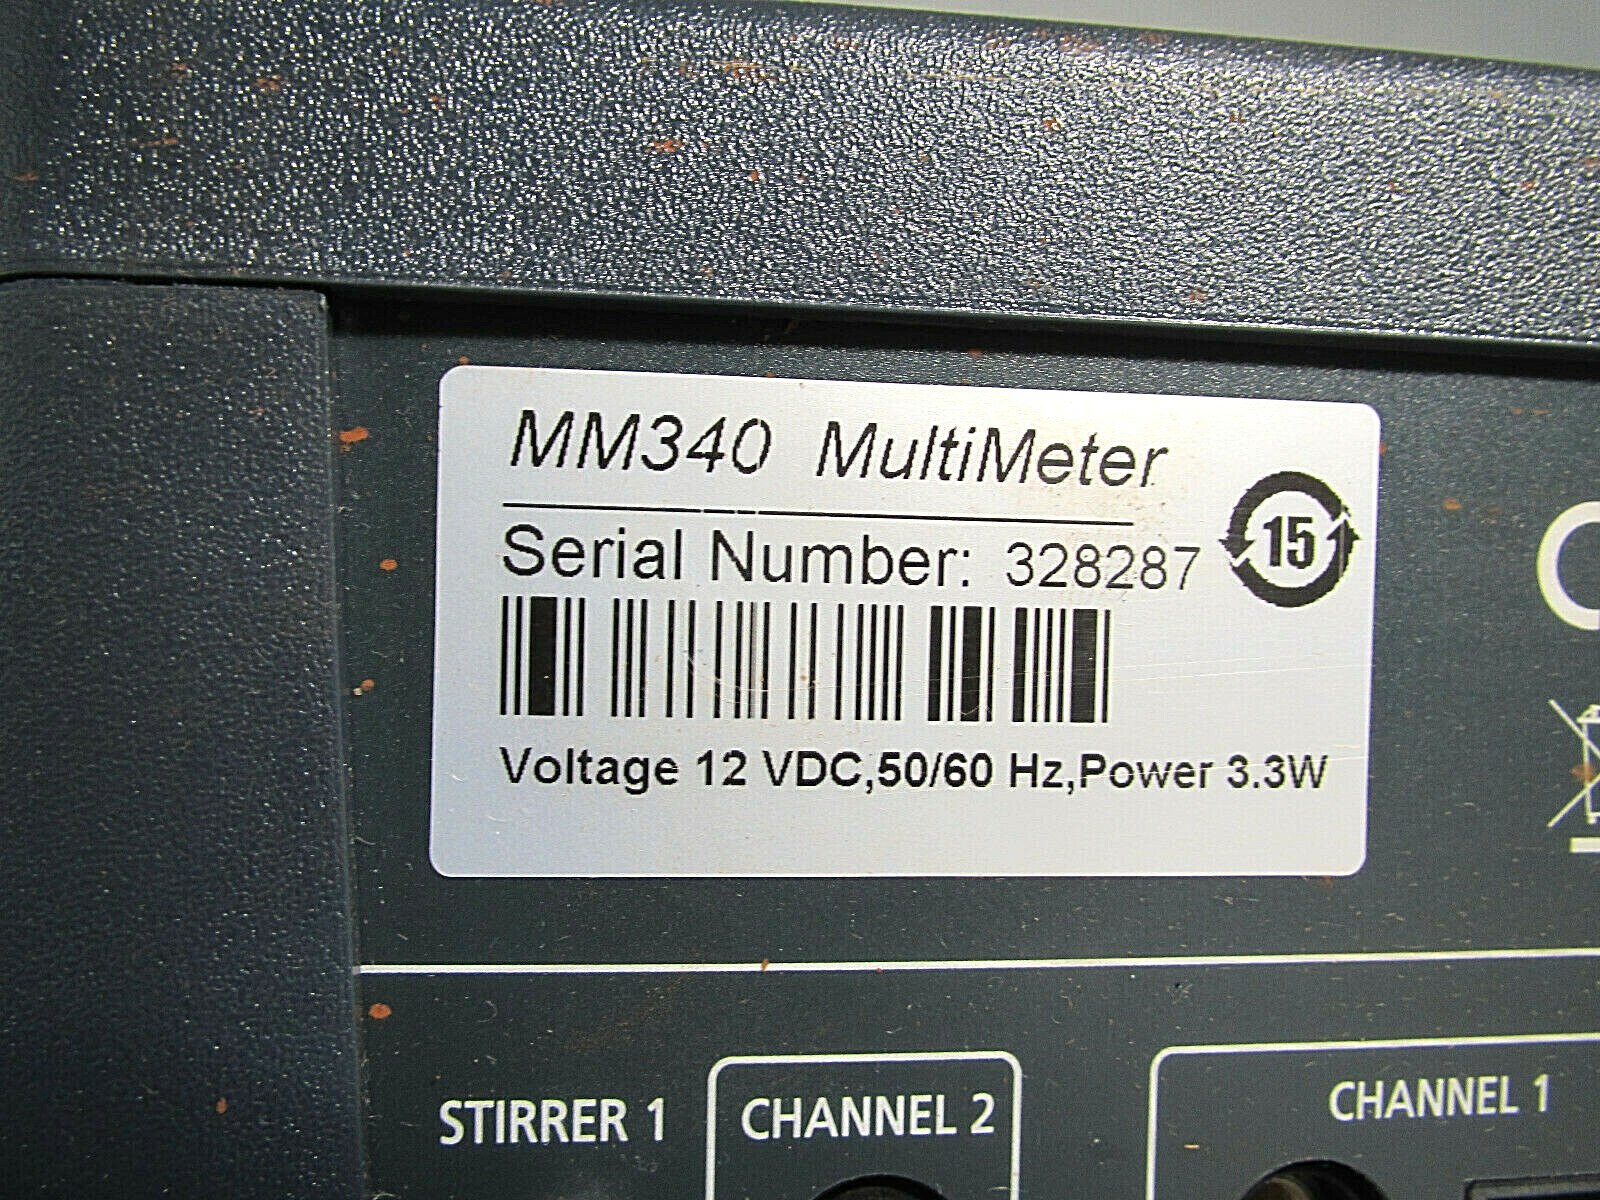 MM340 MultiMeter
Serial Number: 328287
15
Voltage 12 VDC,50/60 Hz,Power 3.3W
STIRRER 1
CHANNEL 2
CHANNEL 1